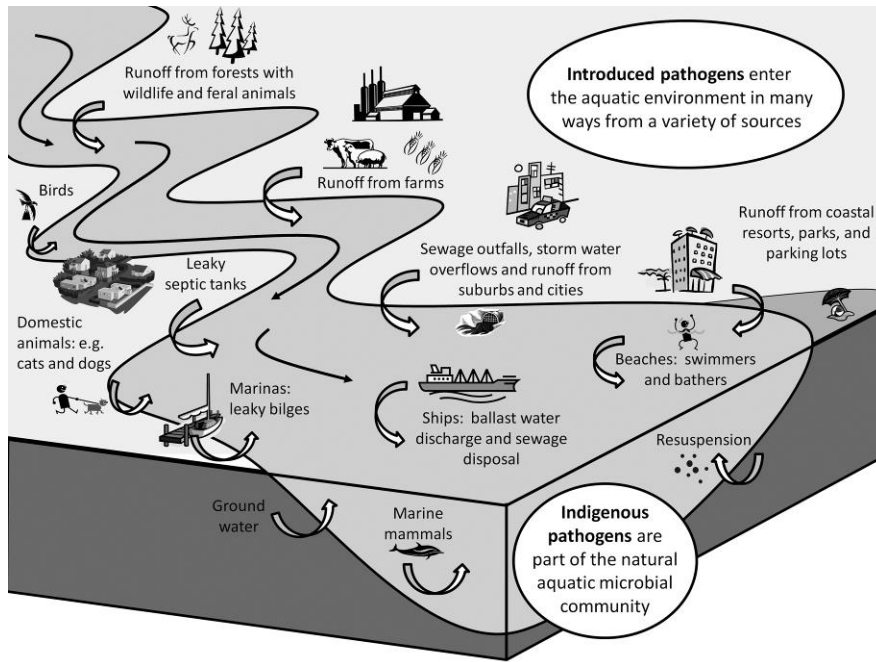 Runoff from forests with
wildlife and feral animals
Introduced pathogens enter
the aquatic environment in many
ways from a variety of sources
Birds
Runoff from farms
Leaky
septic tanks
Sewage outfalls, storm water
overflows and runoff from
suburbs and cities
Runoff from coastal
resorts, parks, and
parking lots
Domestic
animals: e.g.
cats and dogs
Marinas:
leaky bilges
Ships: ballast water
discharge and sewage
disposal
Beaches: swimmers
and bathers
Resuspension
Ground
water
Marine
mammals
Indigenous
pathogens are
part of the natural
aquatic microbial
community